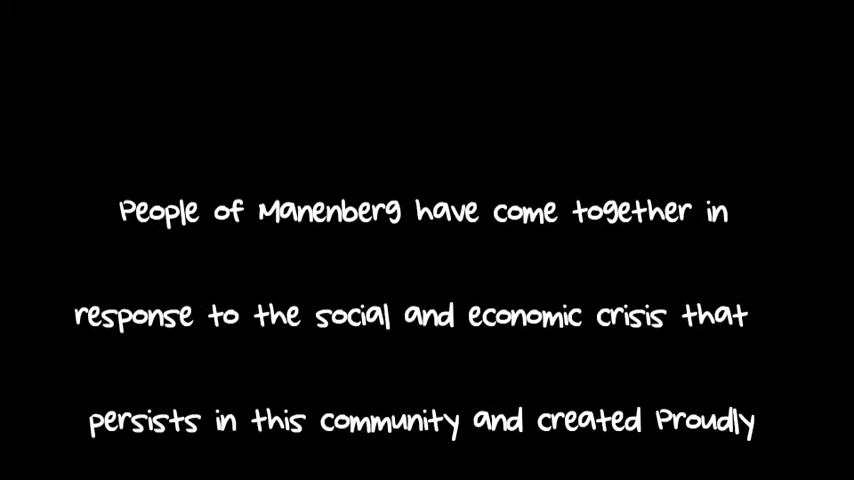 People of Manenberg have come together in
response to the social and economic crisis that
persists in this community and created Proudly